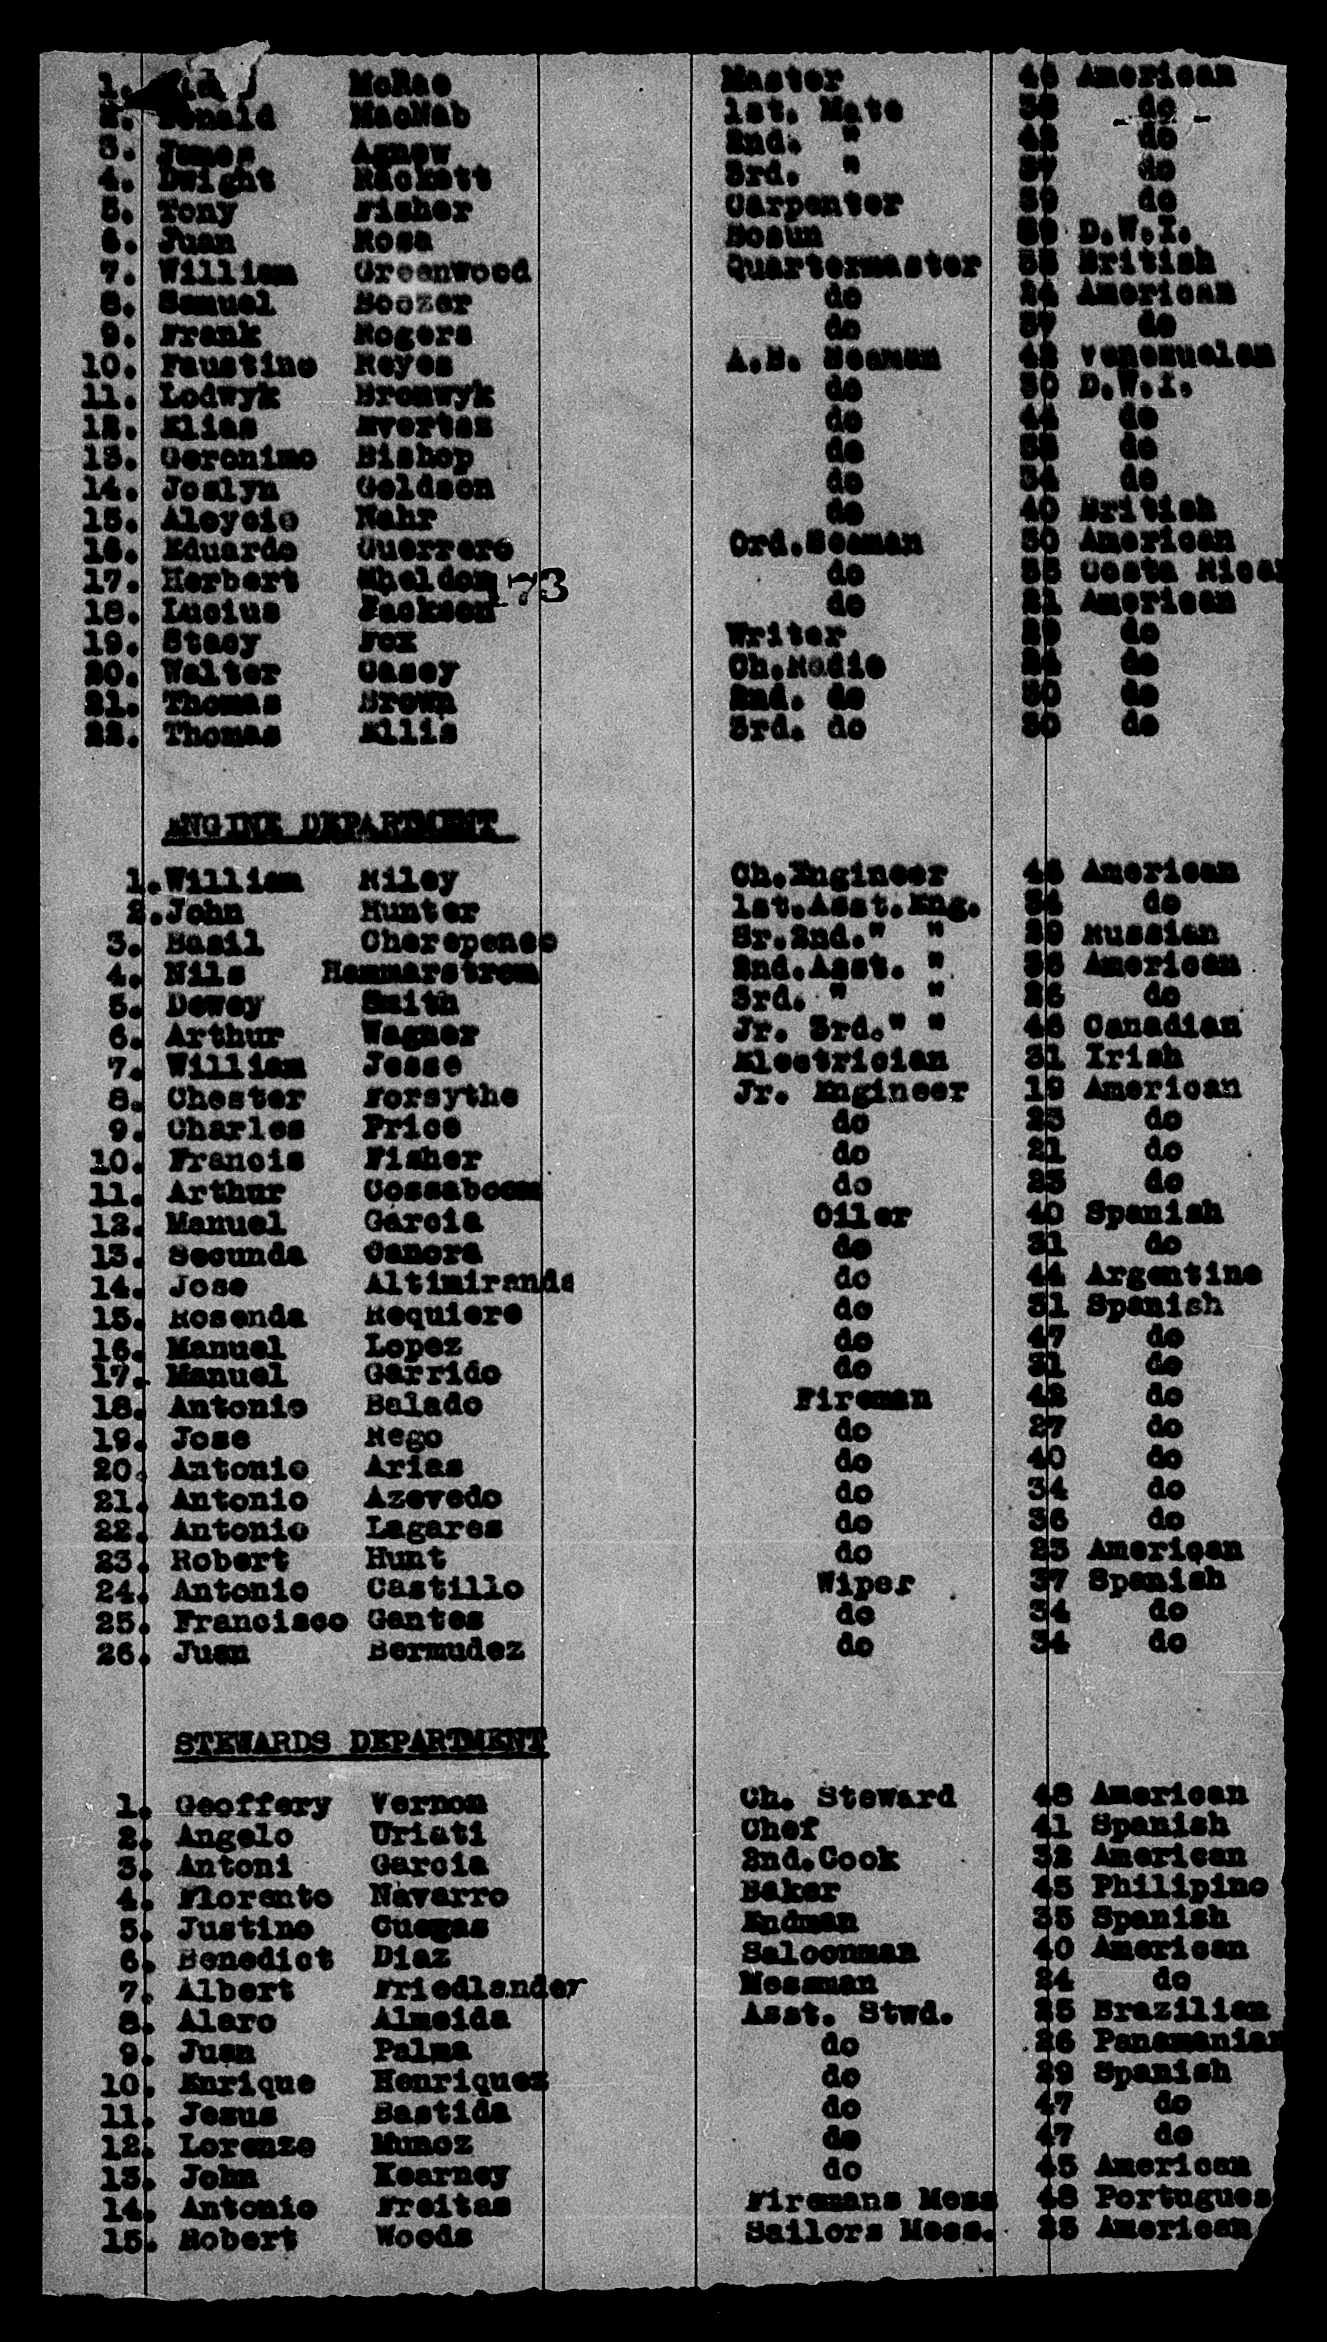 1. McRae Master 46 American
2. Donald MacNab 1st. Mate 38 do
3. James Agnew 2nd. " 42 do
4. Dwight Hackett 3rd. " 37 do
5. Tony Fisher Carpenter 39 do
6. Juan Rosa Bosun D.W.I.
7. William Greenwood Quartermaster British
8. Samuel Boozer do 24 American
9. Frank Rogers do 37 do
10. Faustino Reyes A.B. Seaman 42 Venezuelan
11. Lodwyk Bronwyk do 30 D.W.I.
12. Elias Evertsz do 44 do
13. Geronimo Bishop do do
14. Joslyn Goldson do 34 do
15. Aloycio Nahr do 40 British
16. Eduardo Guerrero Ord.Seaman 30 American
17. Herbert Sheldon do Costa Rican
173
18. Lucius Jackson do 21 American
19. Stacy Fox Writer 29 do
20. Walter Casey Ch.Radio 24 do
21. Thomas Brown 2nd. do 30 do
22. Thomas Ellis 3rd. do 30 do
ENGINE DEPARTMENT
1. William Riley Ch.Engineer 46 American
2. John Hunter 1st.Asst.Eng. 34 do
3. Basil Cherepenec Sr.2nd." " 29 Russian
4. Nils Hammarstrom 2nd.Asst. " 36 American
5. Dewey Smith 3rd. " " 26 do
6. Arthur Wagner Jr. 3rd." " 46 Canadian
7. William Jesse Electrician 31 Irish
8. Chester Forsythe Jr. Engineer 19 American
9. Charles Price do 23 do
10. Francis Fisher do 21 do
11. Arthur Cossaboom do 23 do
12. Manuel Garcia Oiler 40 Spanish
13. Secunda Canora do 31 do
14. Jose Altimiranda do 44 Argentine
15. Rosenda Requiere do 31 Spanish
16. Manuel Lopez do 47 do
17. Manuel Garrido do 31 do
18. Antonio Balado Fireman 42 do
19. Jose Rego do 27 do
20. Antonio Arias do 40 do
21. Antonio Azevedo do 34 do
22. Antonio Lagares do 36 do
23. Robert Hunt do 23 American
24. Antonio Castillo Wiper 37 Spanish
25. Francisco Gantes do 34 do
26. Juan Bermudez do 34 do
STEWARDS DEPARTMENT
1. Geoffery Vernon Ch. Steward 48 American
2. Angelo Uriati Chef 41 Spanish
3. Antoni Garcia 2nd.Cook 32 American
4. Florento Navarro Baker 45 Philipino
5. Justino Cuegas Endman 35 Spanish
6. Benedict Diaz Saloonman 40 American
7. Albert Friedlander Messman 24 do
8. Alaro Almeida Asst. Stwd. 25 Brazilian
9. Juan Palma do 26 Panamanian
10. Enrique Henriquez do 29 Spanish
11. Jesus Bastida do 47 do
12. Lorenzo Munoz do 47 do
13. John Kearney do 45 American
14. Antonio Freitas Firemans Mess 48 Portugues
15. Robert Woods Sailors Mess. 25 American